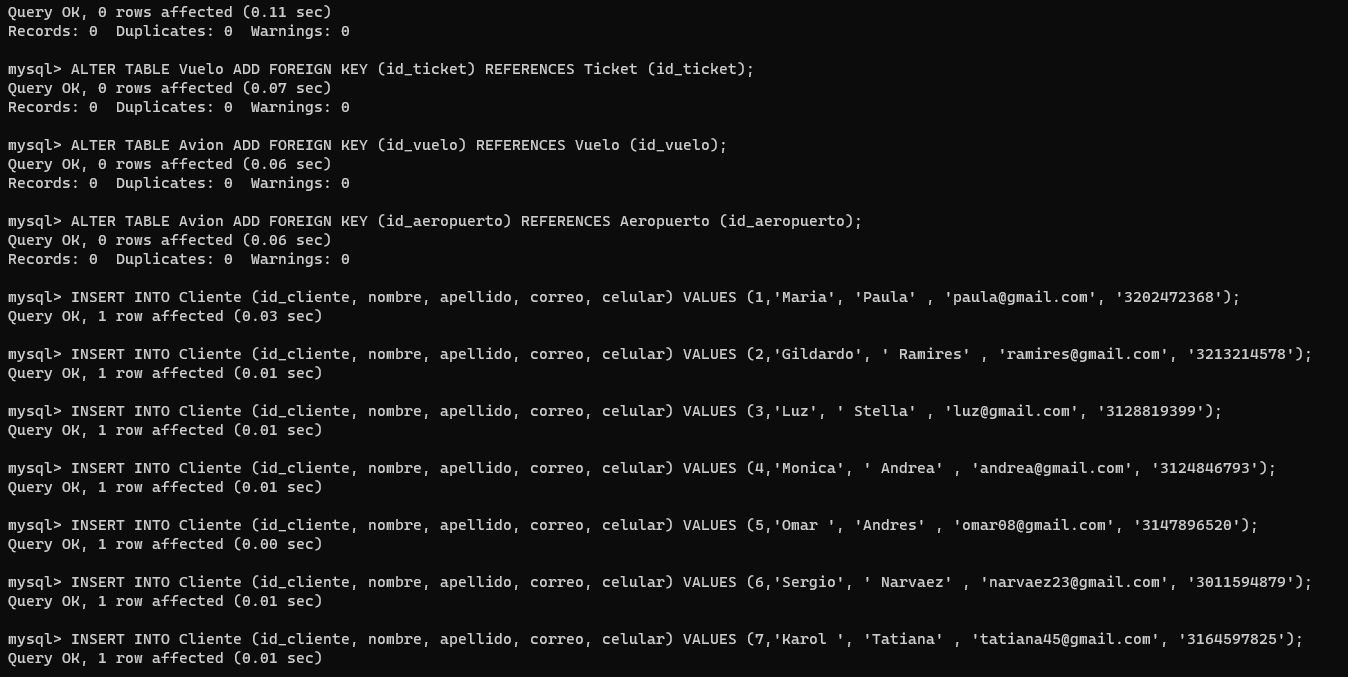 Query OK, 0 rows affected (0.11 sec)
Records: 0  Duplicates: 0  Warnings: 0
mysql> ALTER TABLE Vuelo ADD FOREIGN KEY (id_ticket) REFERENCES Ticket (id_ticket);
Query OK, 0 rows affected (0.07 sec)
Records: 0  Duplicates: 0  Warnings: 0
mysql> ALTER TABLE Avion ADD FOREIGN KEY (id_vuelo) REFERENCES Vuelo (id_vuelo);
Query OK, 0 rows affected (0.06 sec)
Records: 0  Duplicates: 0  Warnings: 0
mysql> ALTER TABLE Avion ADD FOREIGN KEY (id_aeropuerto) REFERENCES Aeropuerto (id_aeropuerto);
Query OK, 0 rows affected (0.06 sec)
Records: 0  Duplicates: 0  Warnings: 0
mysql> INSERT INTO Cliente (id_cliente, nombre, apellido, correo, celular) VALUES (1,'Maria', 'Paula' , 'paula@gmail.com', '3202472368');
Query OK, 1 row affected (0.03 sec)
mysql> INSERT INTO Cliente (id_cliente, nombre, apellido, correo, celular) VALUES (2,'Gildardo', ' Ramires' , 'ramires@gmail.com', '3213214578');
Query OK, 1 row affected (0.01 sec)
mysql> INSERT INTO Cliente (id_cliente, nombre, apellido, correo, celular) VALUES (3,'Luz', ' Stella' , 'luz@gmail.com', '3128819399');
Query OK, 1 row affected (0.01 sec)
mysql> INSERT INTO Cliente (id_cliente, nombre, apellido, correo, celular) VALUES (4,'Monica', ' Andrea' , 'andrea@gmail.com', '3124846793');
Query OK, 1 row affected (0.01 sec)
mysql> INSERT INTO Cliente (id_cliente, nombre, apellido, correo, celular) VALUES (5,'Omar ', 'Andres' , 'omar08@gmail.com', '3147896520');
Query OK, 1 row affected (0.00 sec)
mysql> INSERT INTO Cliente (id_cliente, nombre, apellido, correo, celular) VALUES (6,'Sergio', ' Narvaez' , 'narvaez23@gmail.com', '3011594879');
Query OK, 1 row affected (0.01 sec)
mysql> INSERT INTO Cliente (id_cliente, nombre, apellido, correo, celular) VALUES (7,'Karol ', 'Tatiana' , 'tatiana45@gmail.com', '3164597825');
Query OK, 1 row affected (0.01 sec)